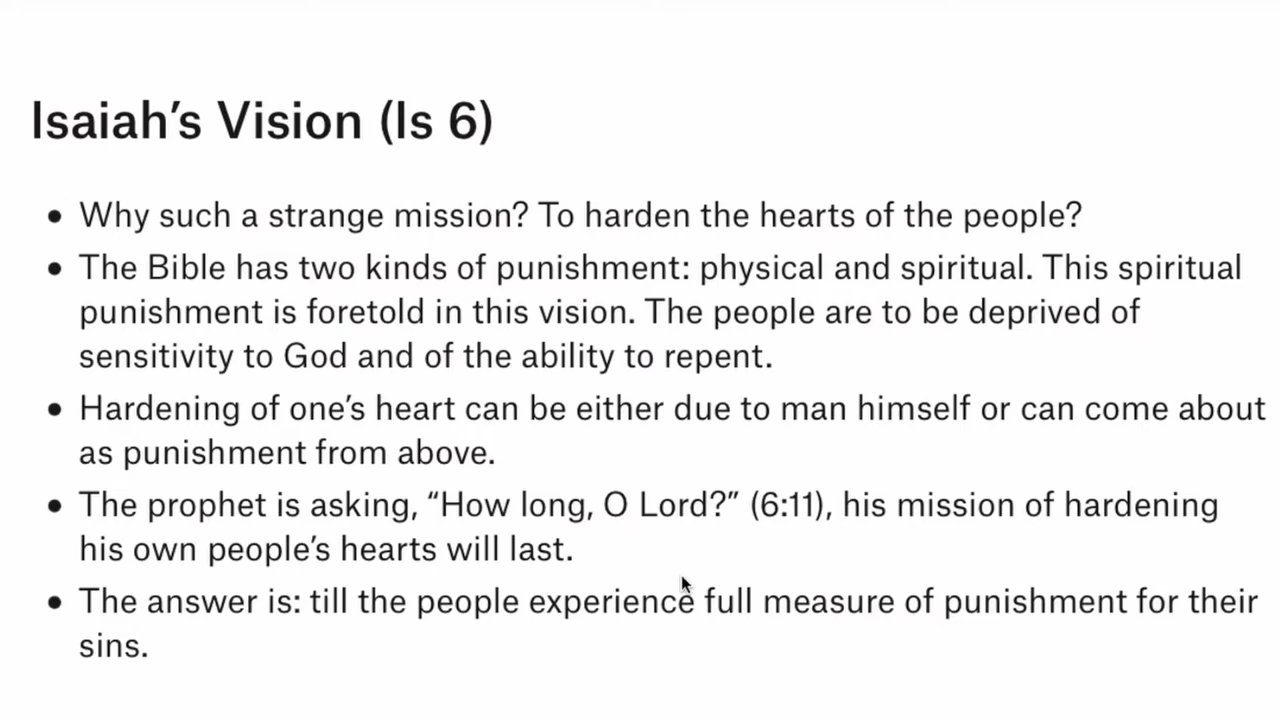 Isaiah’s Vision (Is 6)
• Why such a strange mission? To harden the hearts of the people?
• The Bible has two kinds of punishment: physical and spiritual. This spiritual
punishment is foretold in this vision. The people are to be deprived of
sensitivity to God and of the ability to repent.
• Hardening of one’s heart can be either due to man himself or can come about
as punishment from above.
• The prophet is asking, “How long, O Lord?” (6:11), his mission of hardening
his own people’s hearts will last.
• The answer is: till the people experience full measure of punishment for their
sins.